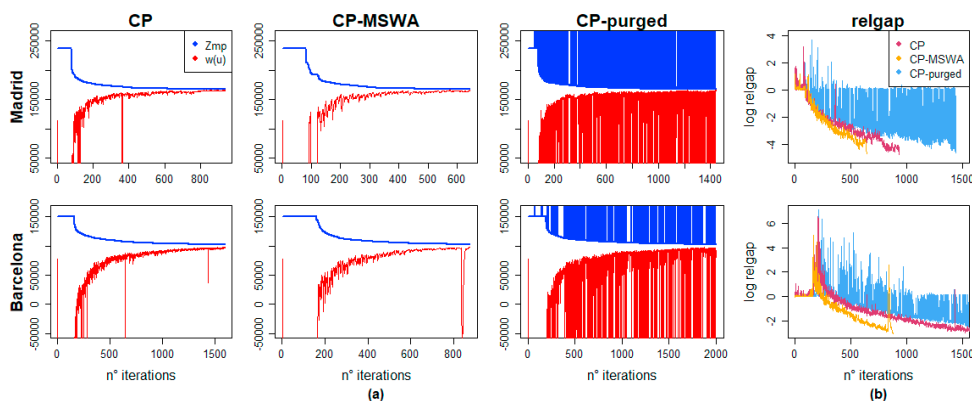 CP CP-MSWA CP-purged relgap
Madrid
50000 150000 250000
Zmp
w(u)
0 200 400 600 800
50000 150000 250000
0 100 200 300 400 500 600
50000 150000 250000
0 200 600 1000 1400
log relgap
-4 -2 0 2 4
CP
CP-MSWA
CP-purged
0 500 1000 1500
Barcelona
-50000 0 50000 150000
0 500 1000 1500
-50000 0 50000 150000
0 200 400 600 800
-50000 0 50000 150000
0 500 1000 1500 2000
log relgap
-2 0 2 4 6
0 500 1000 150
n° iterations n° iterations n° iterations n° iterations
(a) (b)